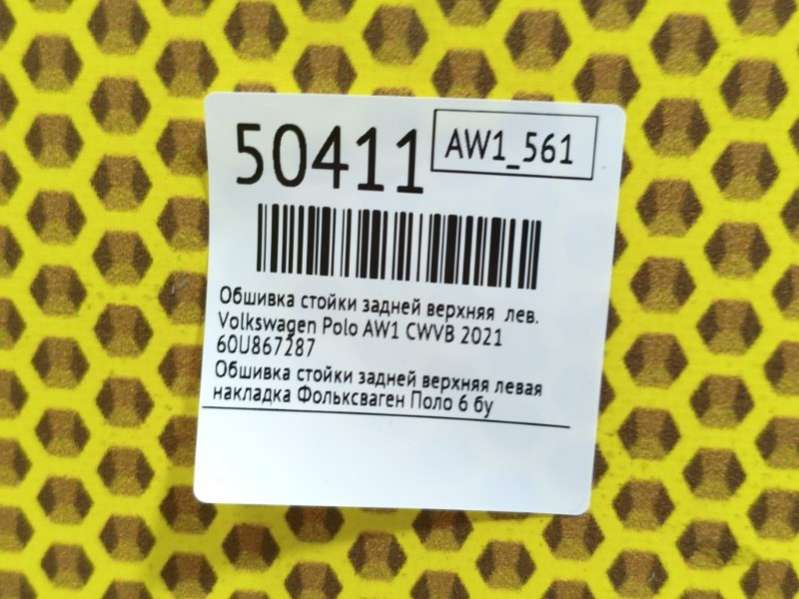 50411
AW1_561
Обшивка стойки задней верхняя лев.
Volkswagen Polo AW1 CWVB 2021
60U867287
Обшивка стойки задней верхняя левая
накладка Фольксваген Поло 6 бу